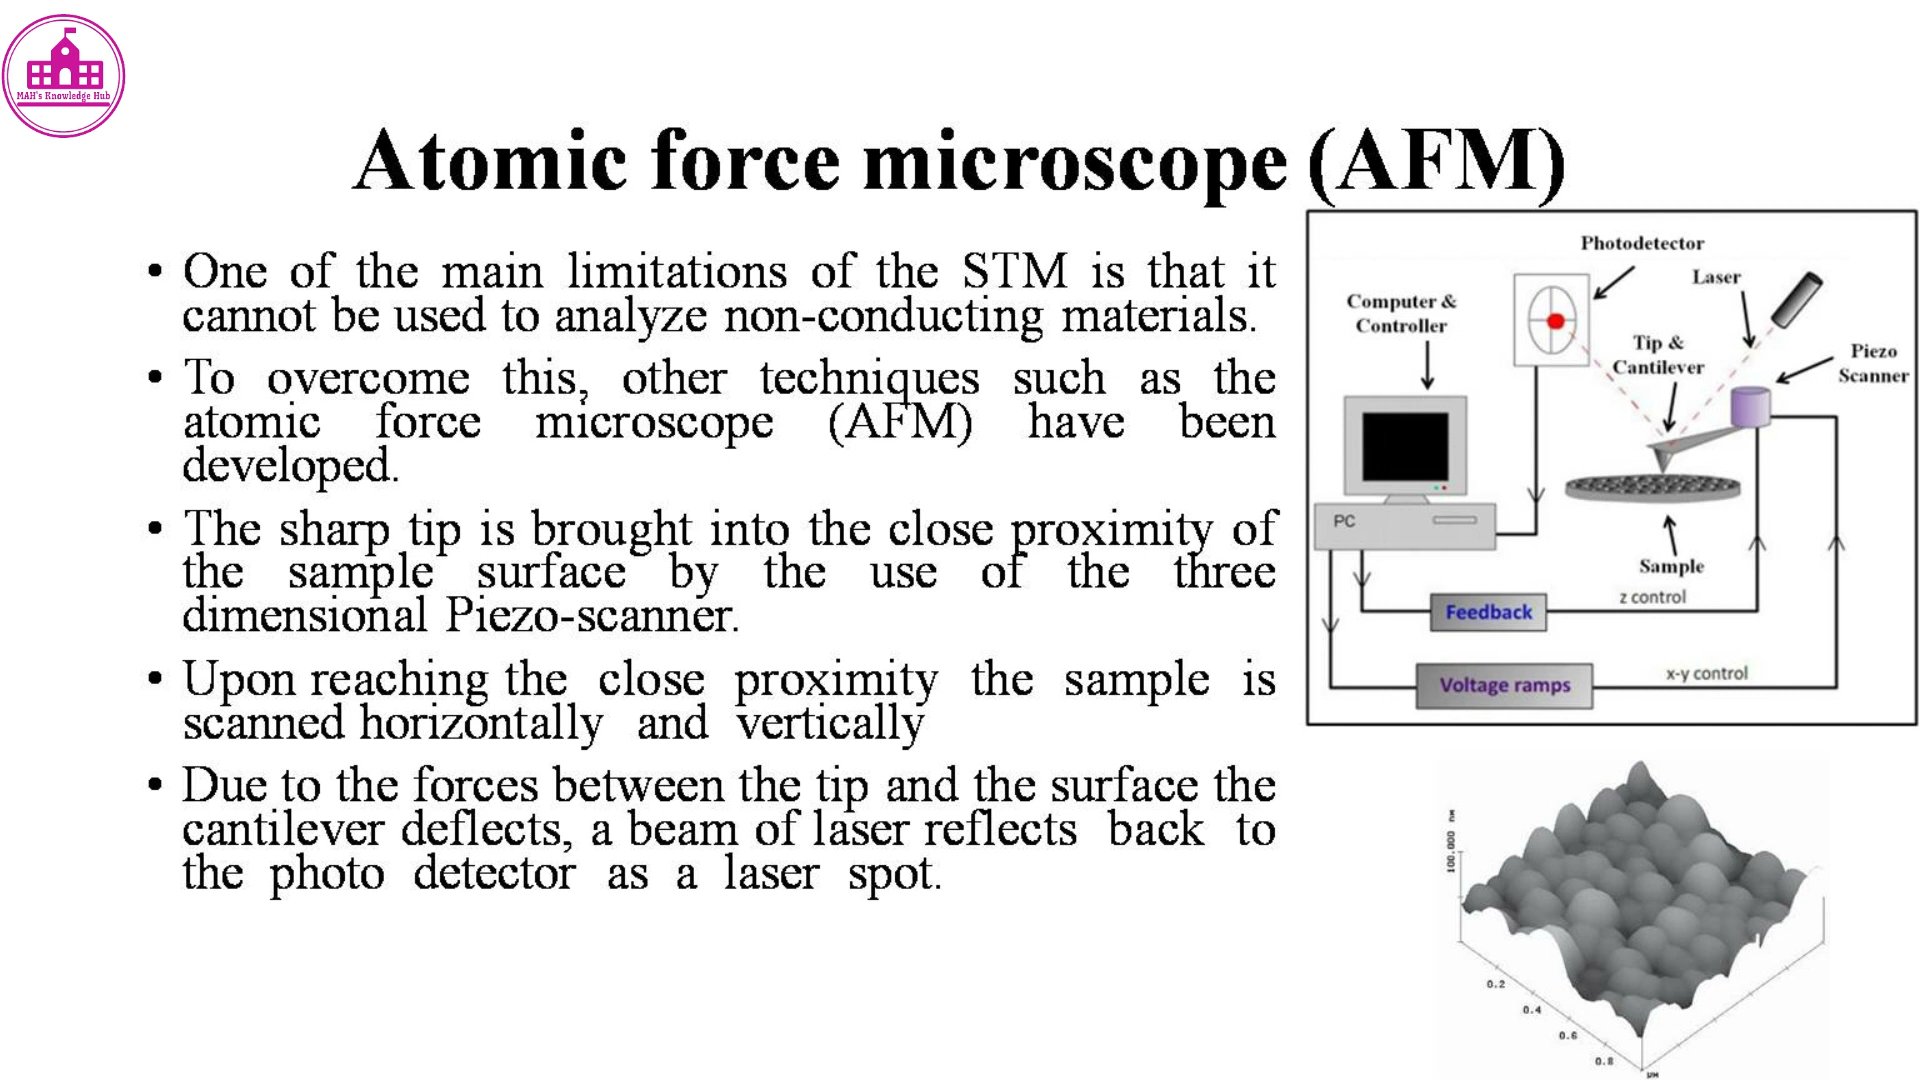 MAH's Knowledge Hub
Atomic force microscope (AFM)
• One of the main limitations of the STM is that it
cannot be used to analyze non-conducting materials.
• To overcome this, other techniques such as the
atomic force microscope (AFM) have been
developed.
• The sharp tip is brought into the close proximity of
the sample surface by the use of the three
dimensional Piezo-scanner.
• Upon reaching the close proximity the sample is
scanned horizontally and vertically
• Due to the forces between the tip and the surface the
cantilever deflects, a beam of laser reflects back to
the photo detector as a laser spot.
Photodetector
Laser
Computer &
Controller
Tip &
Cantilever
Piezo
Scanner
PC
Sample
z control
Feedback
x-y control
Voltage ramps
100.000 nm
0.2
0.4
0.6
0.8
µM